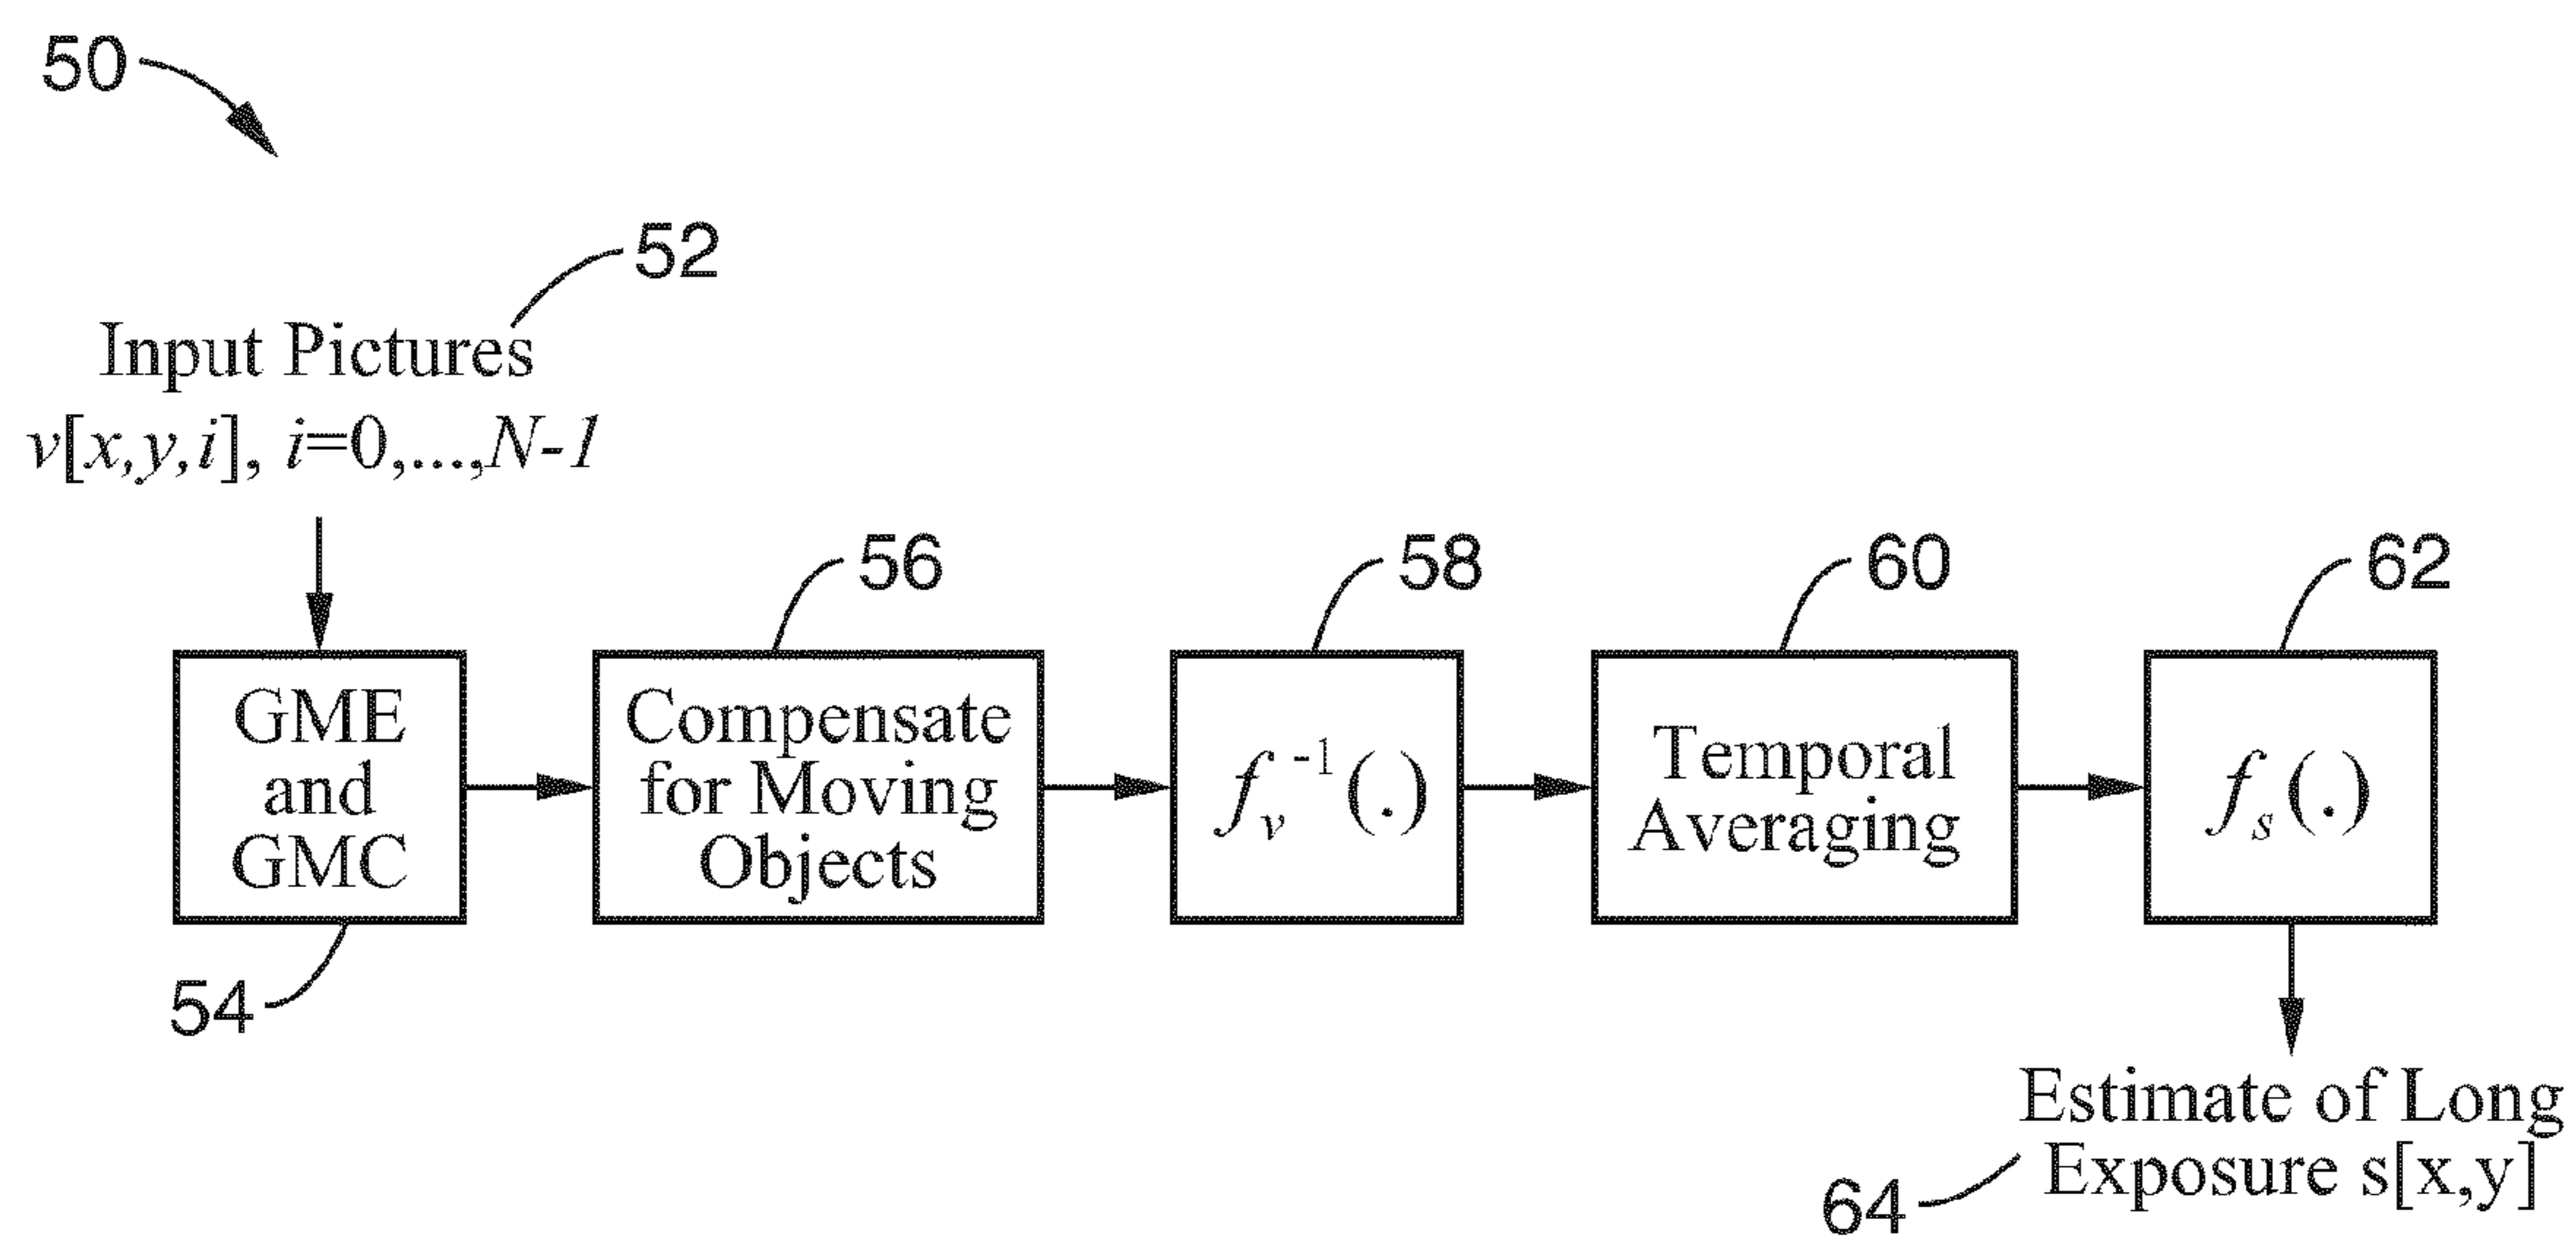 50
52
Input Pictures
v[x,y,i], i=0,...,N-1
56
58
60
62
GME
and
GMC
Compensate
for Moving
Objects
f_v^-1(.)
Temporal
Averaging
f_s(.)
54
Estimate of Long
Exposure s[x,y]
64